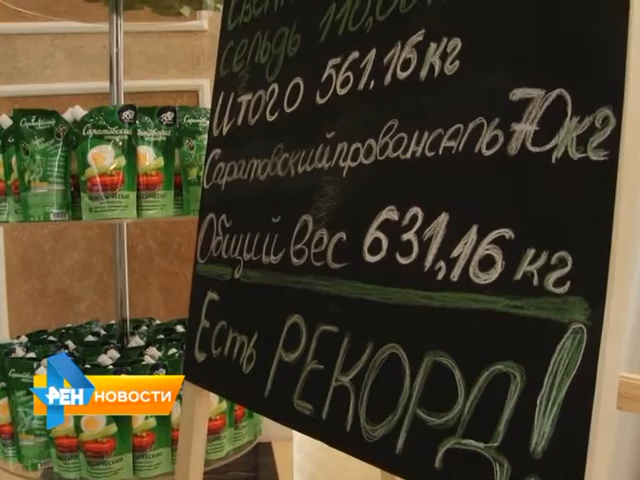 сельдь 110,00
Итого 561,16 кг
Саратовский провансаль 70 кг
Общий вес 631,16 кг
Есть РЕКОРД!
Саратовский
РЕН НОВОСТИ